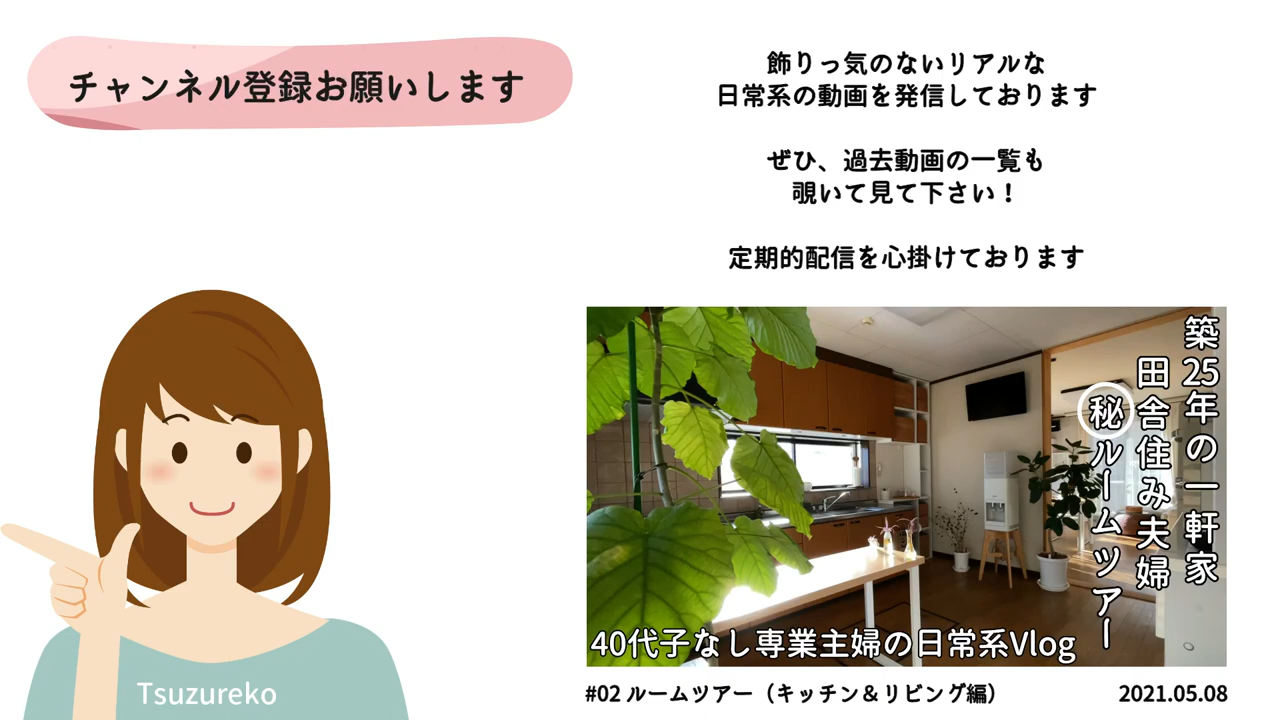 チャンネル登録お願いします
飾りっ気のないリアルな
日常系の動画を発信しております
ぜひ、過去動画の一覧も
覗いて見て下さい！
定期的配信を心掛けております
築25年の一軒家
田舎住み夫婦
㊙ルームツアー
40代子なし専業主婦の日常系Vlog
#02 ルームツアー（キッチン＆リビング編）
2021.05.08
Tsuzureko